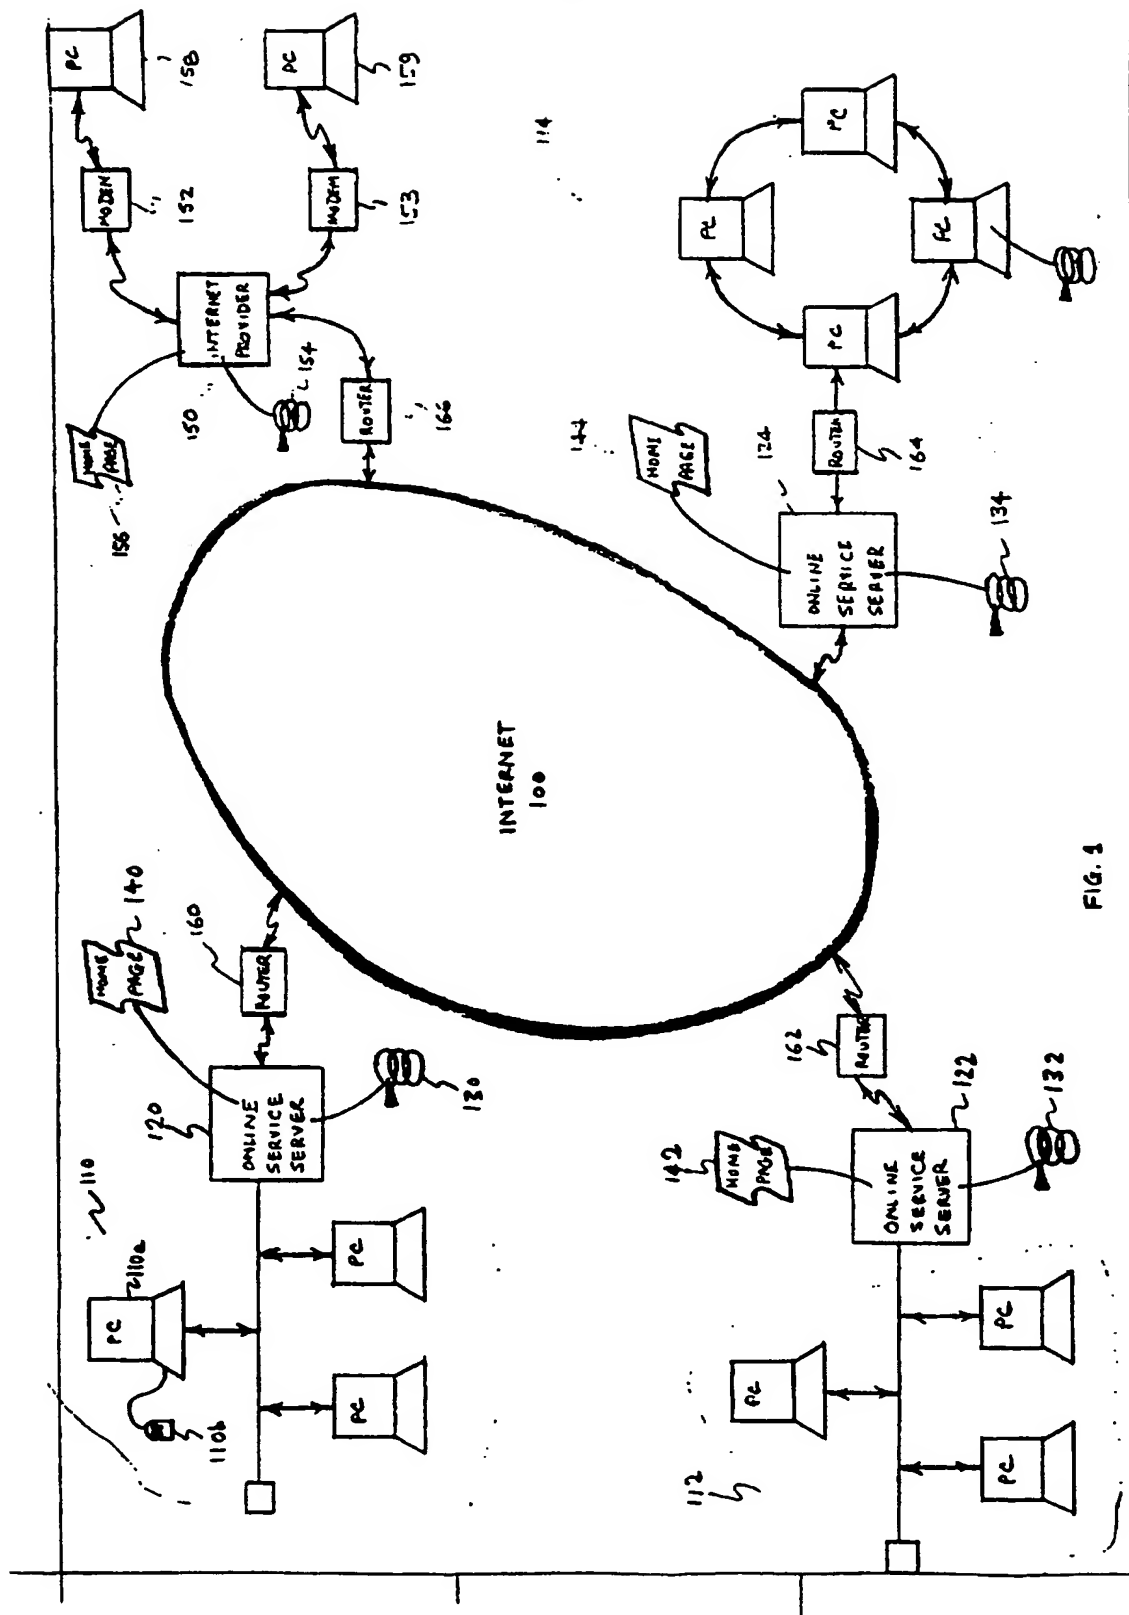 110
PC
110a
110b
PC
PC
120
ONLINE
SERVICE
SERVER
HOME
PAGE
140
130
160
ROUTER
156
HOME
PAGE
150
INTERNET
PROVIDER
154
MODEM
152
PC
158
MODEM
153
PC
159
ROUTER
166
INTERNET
100
112
PC
PC
PC
142
HOME
PAGE
ONLINE
SERVICE
SERVER
122
132
162
ROUTER
144
HOME
PAGE
124
ONLINE
SERVICE
SERVER
134
ROUTER
164
114
PC
PC
PC
PC
FIG. 1